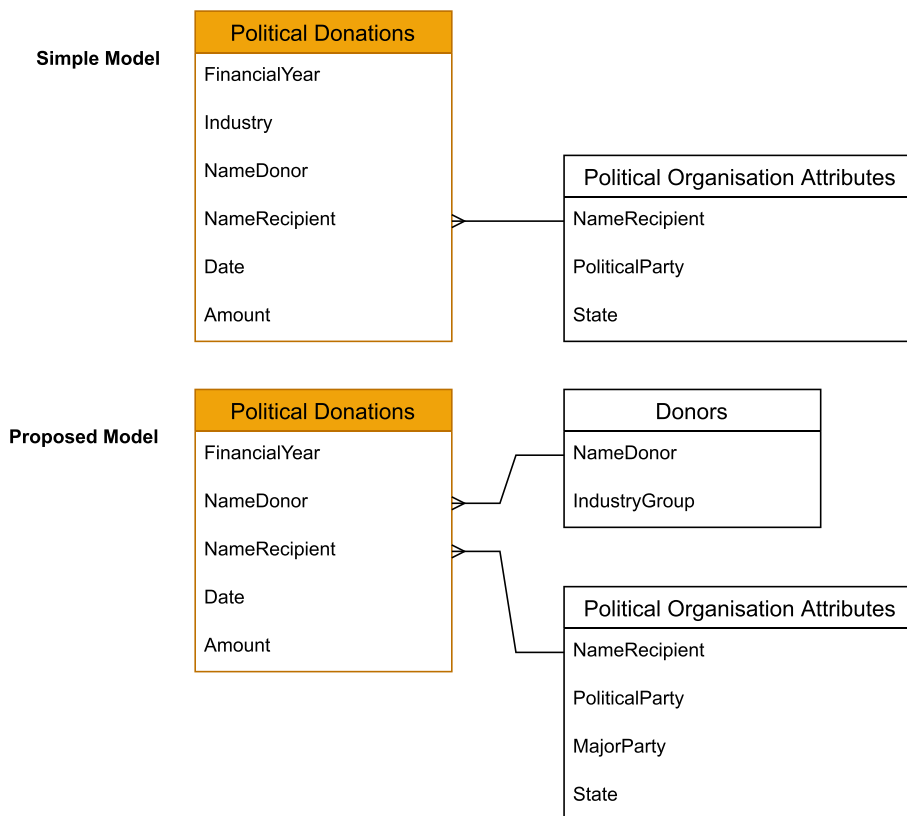 Simple Model
Political Donations
FinancialYear
Industry
NameDonor
NameRecipient
Date
Amount
Political Organisation Attributes
NameRecipient
PoliticalParty
State
Proposed Model
Political Donations
FinancialYear
NameDonor
NameRecipient
Date
Amount
Donors
NameDonor
IndustryGroup
Political Organisation Attributes
NameRecipient
PoliticalParty
MajorParty
State